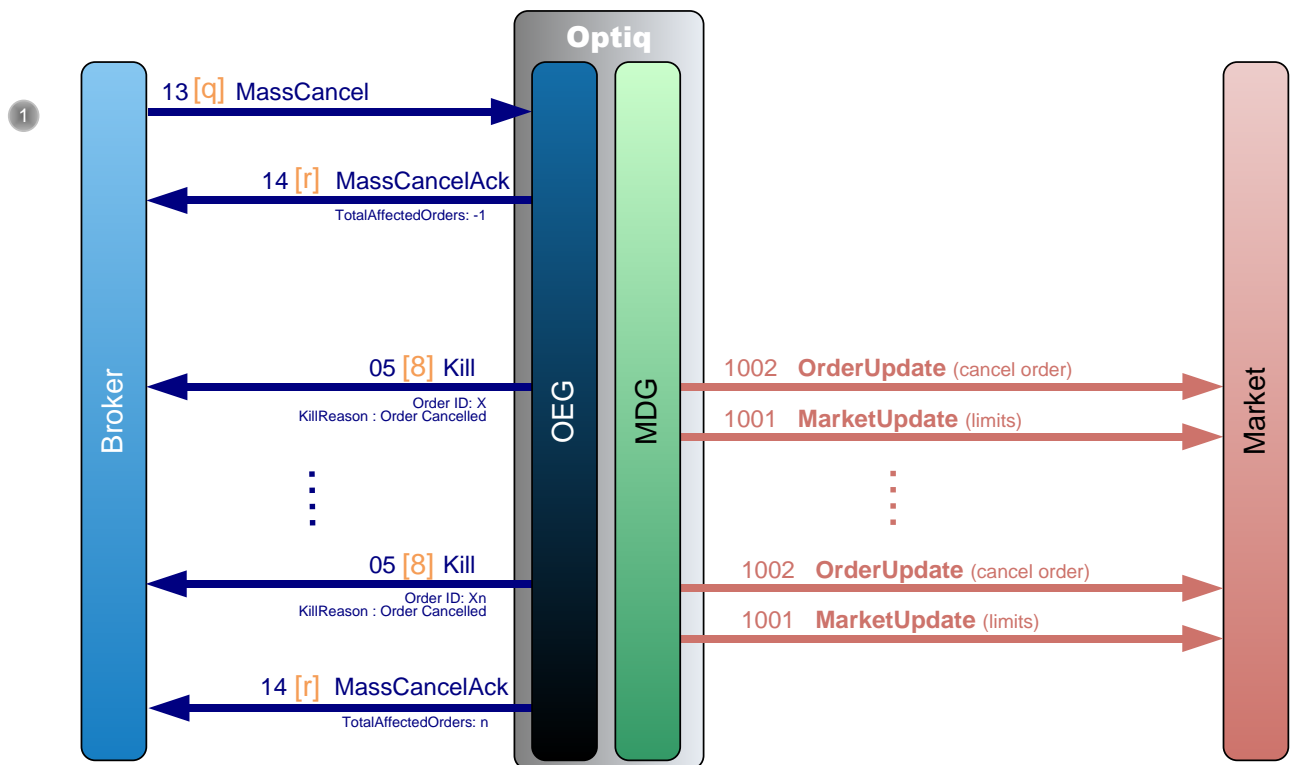 Optiq
13 [q] MassCancel
1
14 [r] MassCancelAck
TotalAffectedOrders: -1
05 [8] Kill
Order ID: X
KillReason : Order Cancelled
1002 OrderUpdate (cancel order)
1001 MarketUpdate (limits)
Broker
OEG
MDG
Market
05 [8] Kill
Order ID: Xn
KillReason : Order Cancelled
1002 OrderUpdate (cancel order)
1001 MarketUpdate (limits)
14 [r] MassCancelAck
TotalAffectedOrders: n